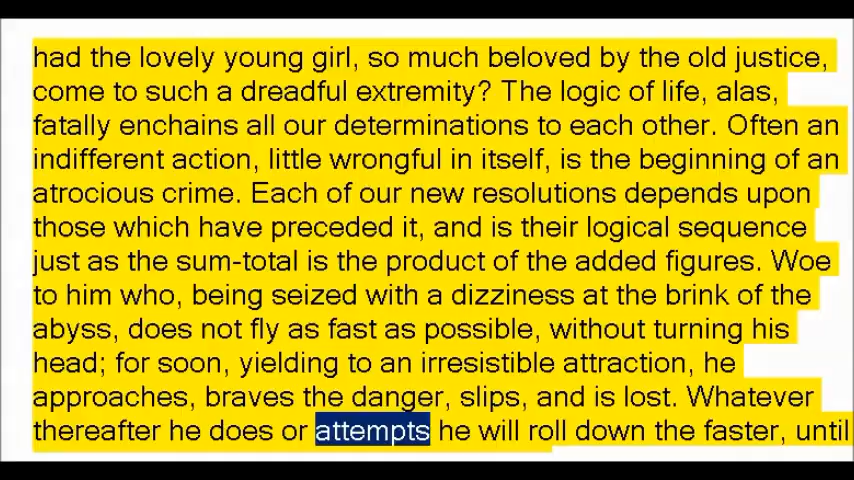 had the lovely young girl, so much beloved by the old justice,
come to such a dreadful extremity? The logic of life, alas,
fatally enchains all our determinations to each other. Often an
indifferent action, little wrongful in itself, is the beginning of an
atrocious crime. Each of our new resolutions depends upon
those which have preceded it, and is their logical sequence
just as the sum-total is the product of the added figures. Woe
to him who, being seized with a dizziness at the brink of the
abyss, does not fly as fast as possible, without turning his
head; for soon, yielding to an irresistible attraction, he
approaches, braves the danger, slips, and is lost. Whatever
thereafter he does or attempts he will roll down the faster, until